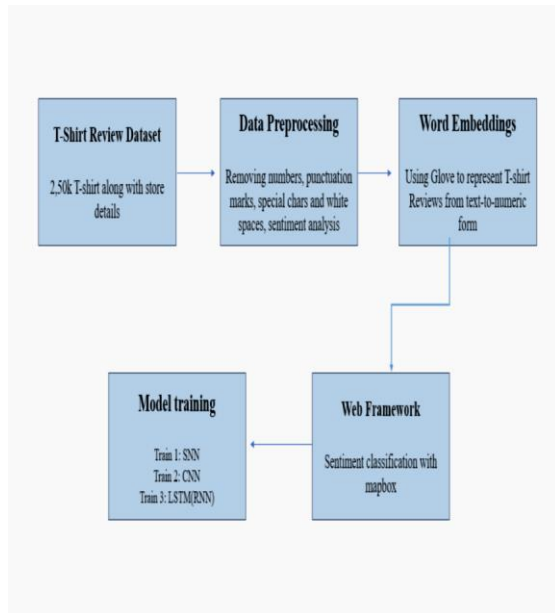 T-Shirt Review Dataset
2,50k T-shirt along with store
details
Data Preprocessing
Removing numbers, punctuation
marks, special chars and white
spaces, sentiment analysis
Word Embeddings
Using Glove to represent T-shirt
Reviews from text-to-numeric
form
Web Framework
Sentiment classification with
mapbox
Model training
Train 1: SNN
Train 2: CNN
Train 3: LSTM(RNN)